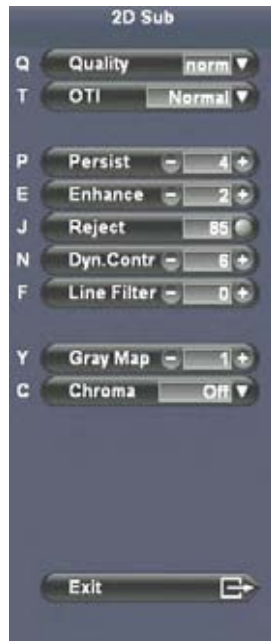 2D Sub
Q Quality norm
T OTI Normal
P Persist - 4 +
E Enhance - 2 +
J Reject 85
N Dyn.Contr - 6 +
F Line Filter - 0 +
Y Gray Map - 1 +
C Chroma Off
Exit